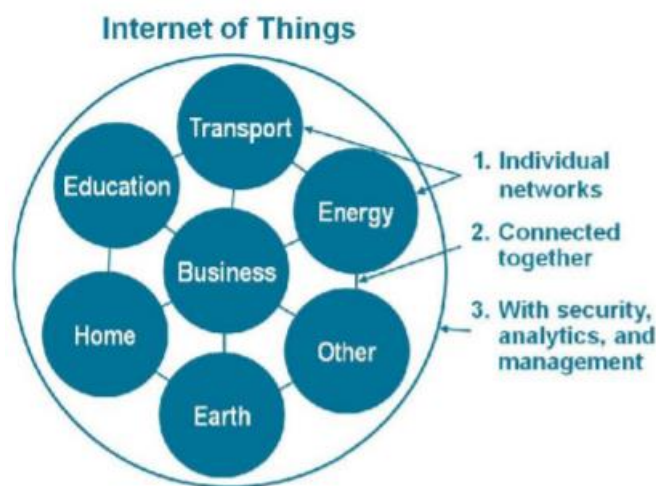 Internet of Things
Transport
Education
Energy
Business
Home
Other
Earth
1. Individual
networks
2. Connected
together
3. With security,
analytics, and
management